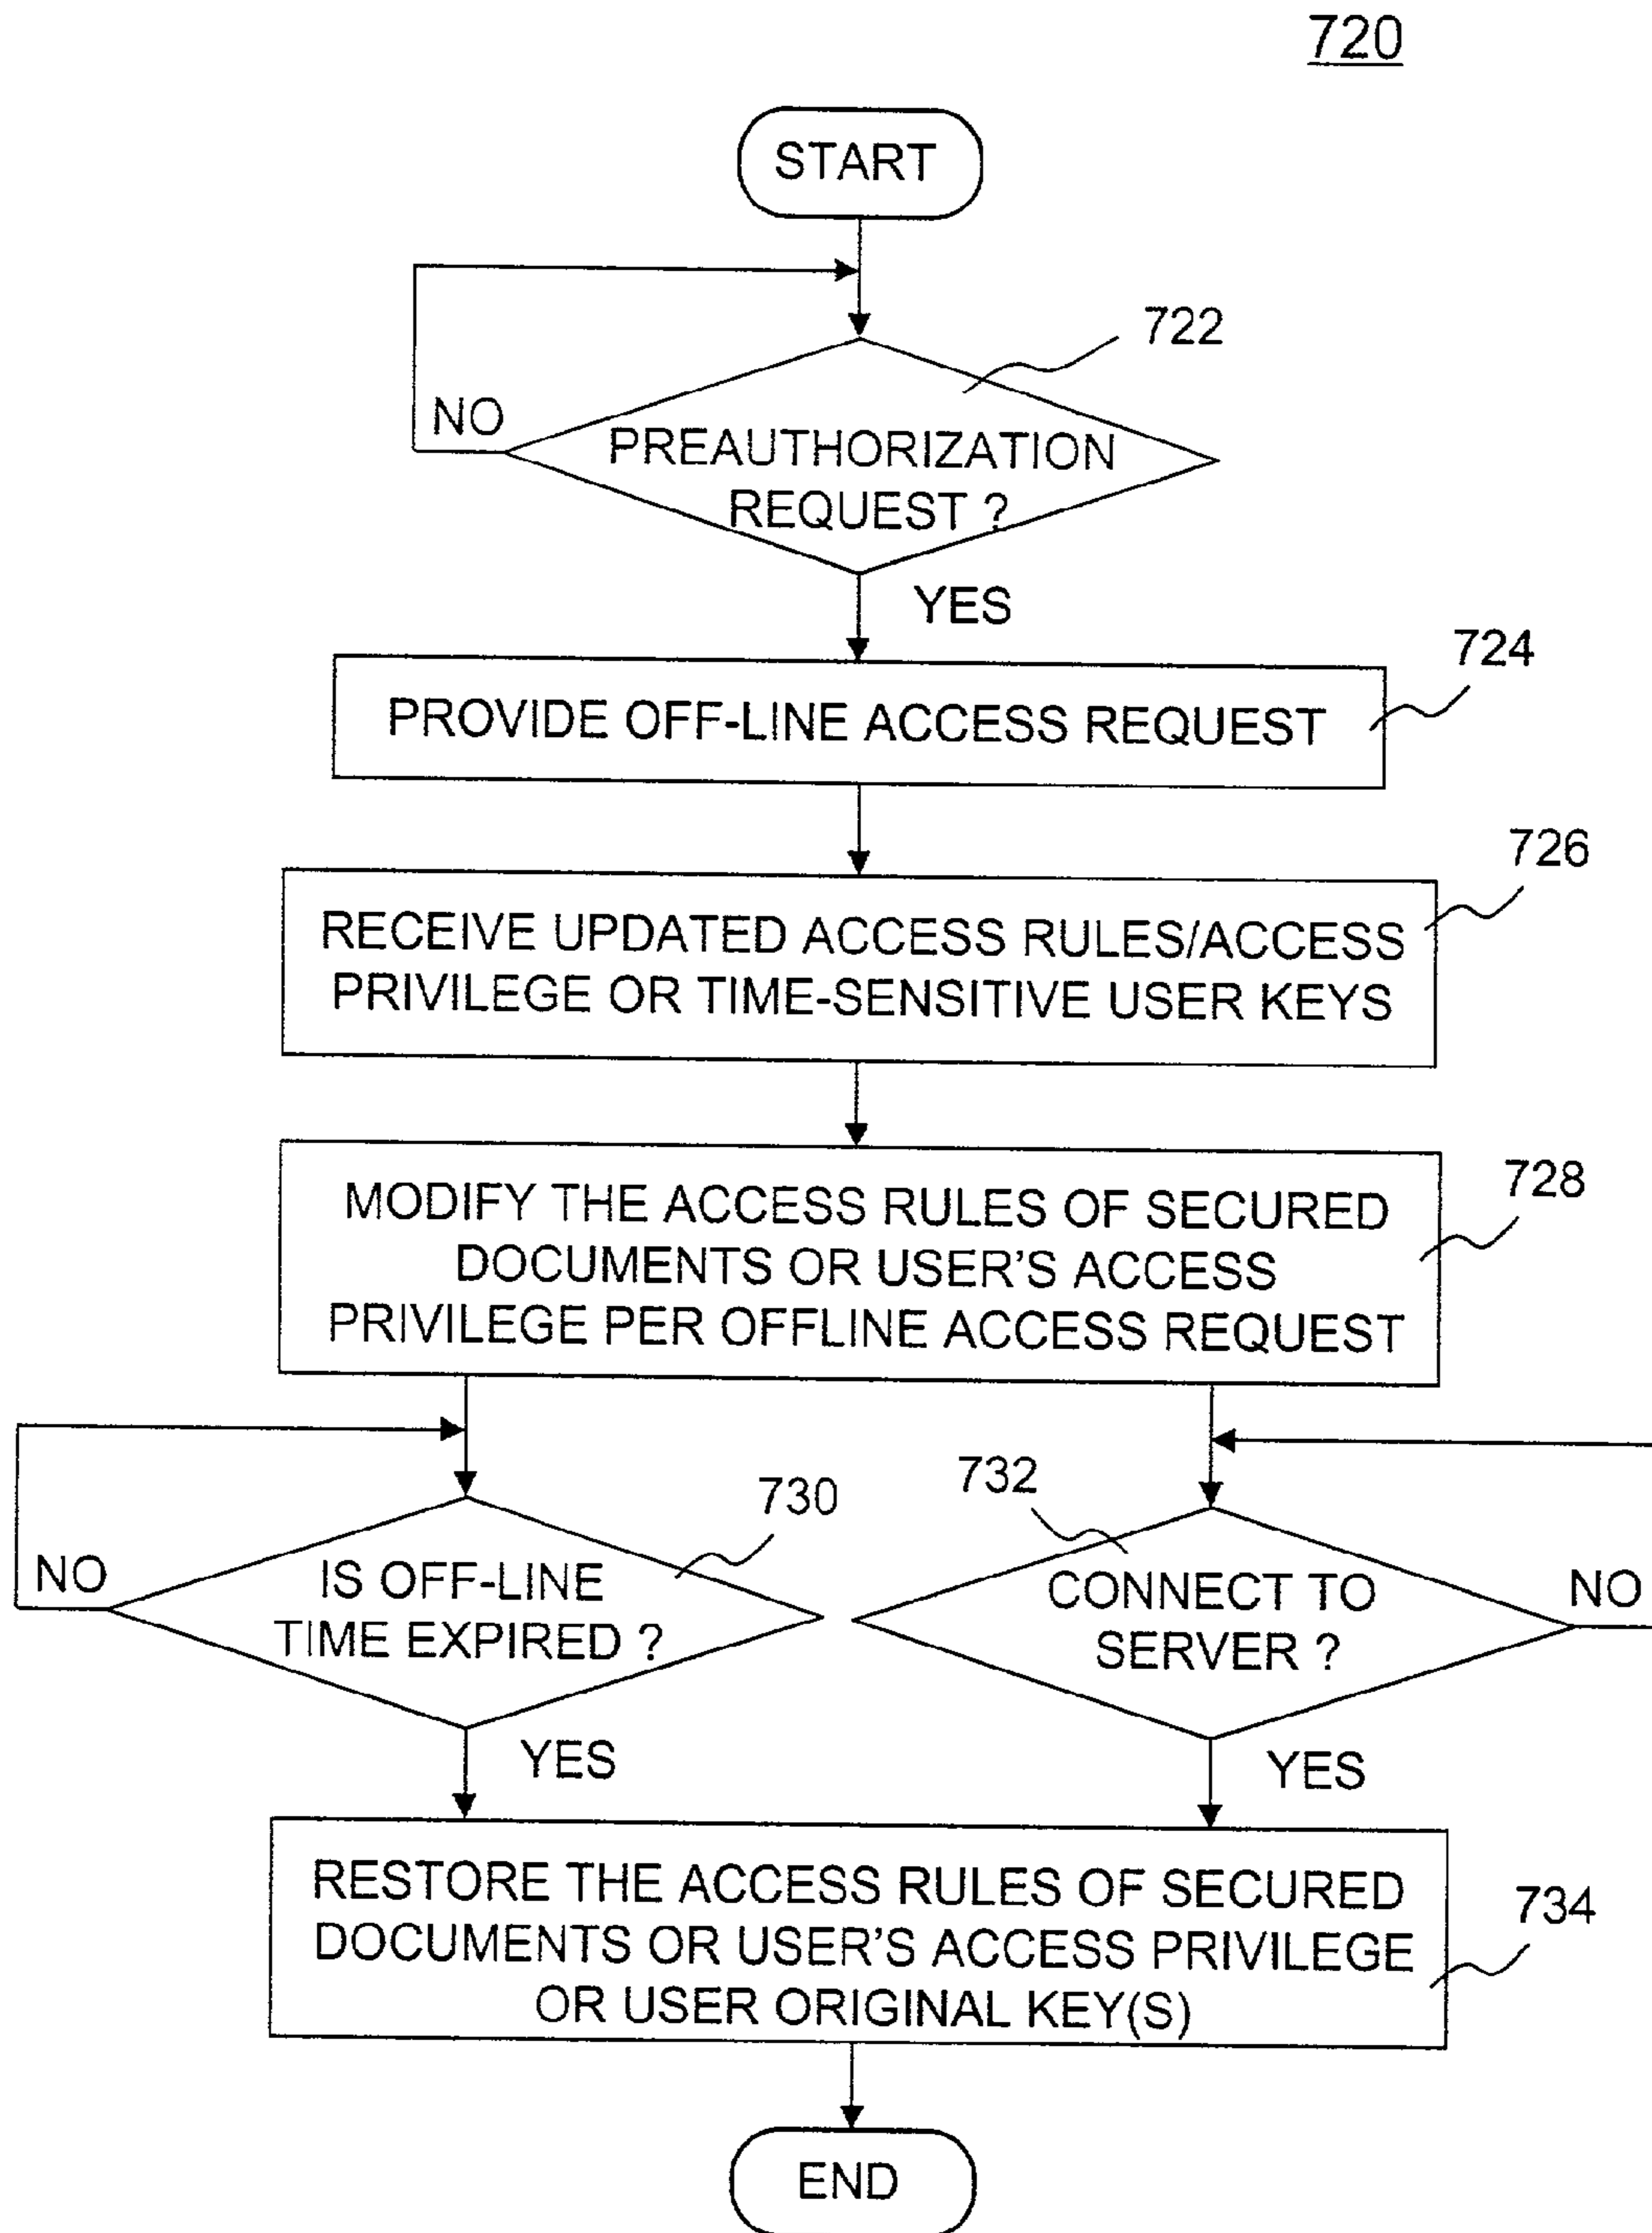 720
START
722
NO
PREAUTHORIZATION
REQUEST ?
YES
724
PROVIDE OFF-LINE ACCESS REQUEST
726
RECEIVE UPDATED ACCESS RULES/ACCESS
PRIVILEGE OR TIME-SENSITIVE USER KEYS
728
MODIFY THE ACCESS RULES OF SECURED
DOCUMENTS OR USER'S ACCESS
PRIVILEGE PER OFFLINE ACCESS REQUEST
730
NO
IS OFF-LINE
TIME EXPIRED ?
YES
732
CONNECT TO
SERVER ?
NO
YES
734
RESTORE THE ACCESS RULES OF SECURED
DOCUMENTS OR USER'S ACCESS PRIVILEGE
OR USER ORIGINAL KEY(S)
END